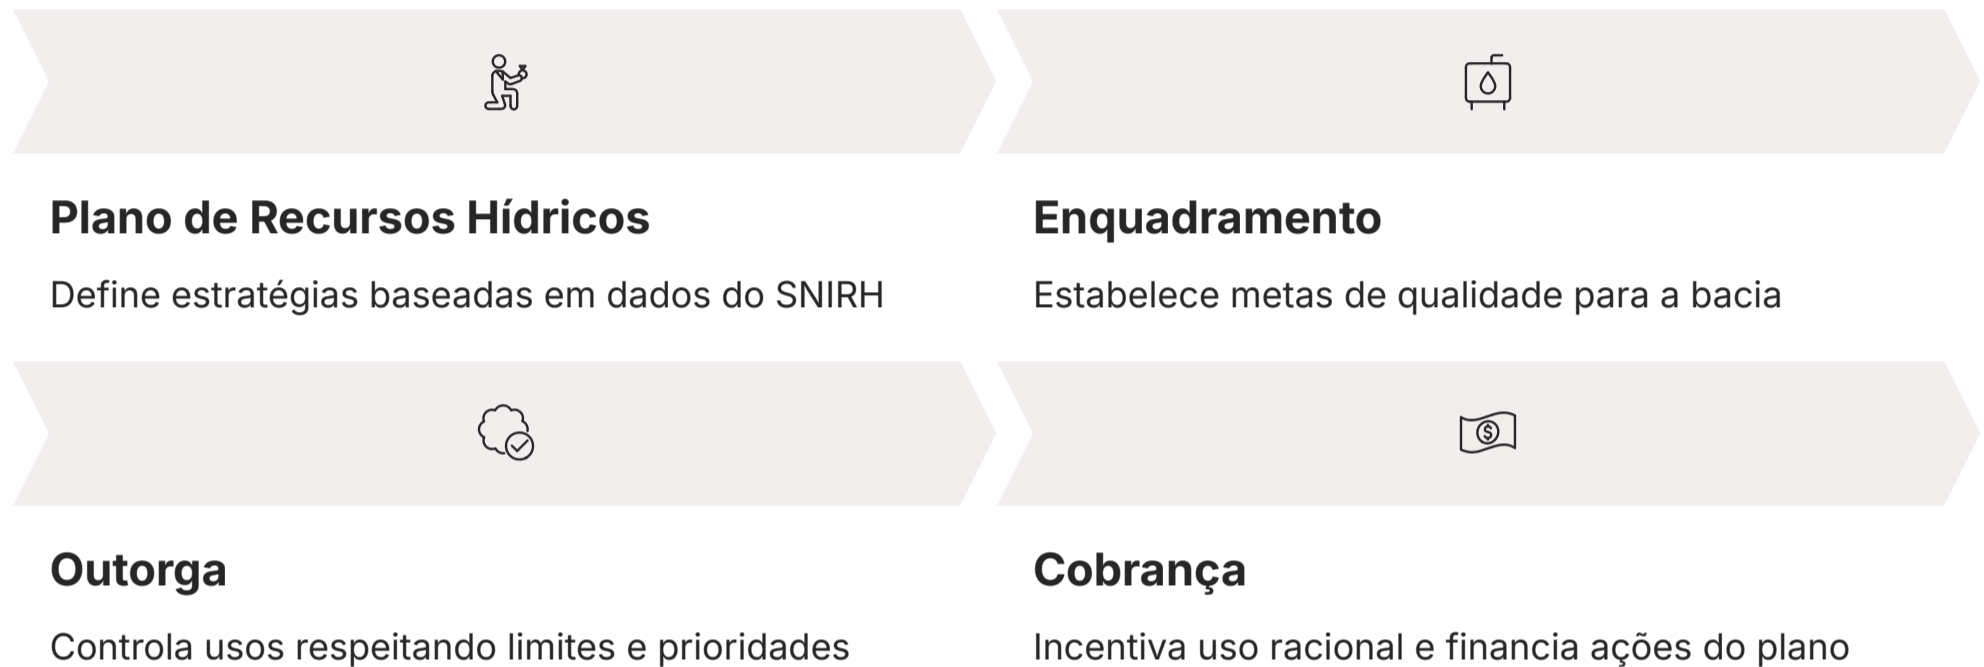 Plano de Recursos Hídricos
Define estratégias baseadas em dados do SNIRH
Enquadramento
Estabelece metas de qualidade para a bacia
Outorga
Controla usos respeitando limites e prioridades
$
Cobrança
Incentiva uso racional e financia ações do plano